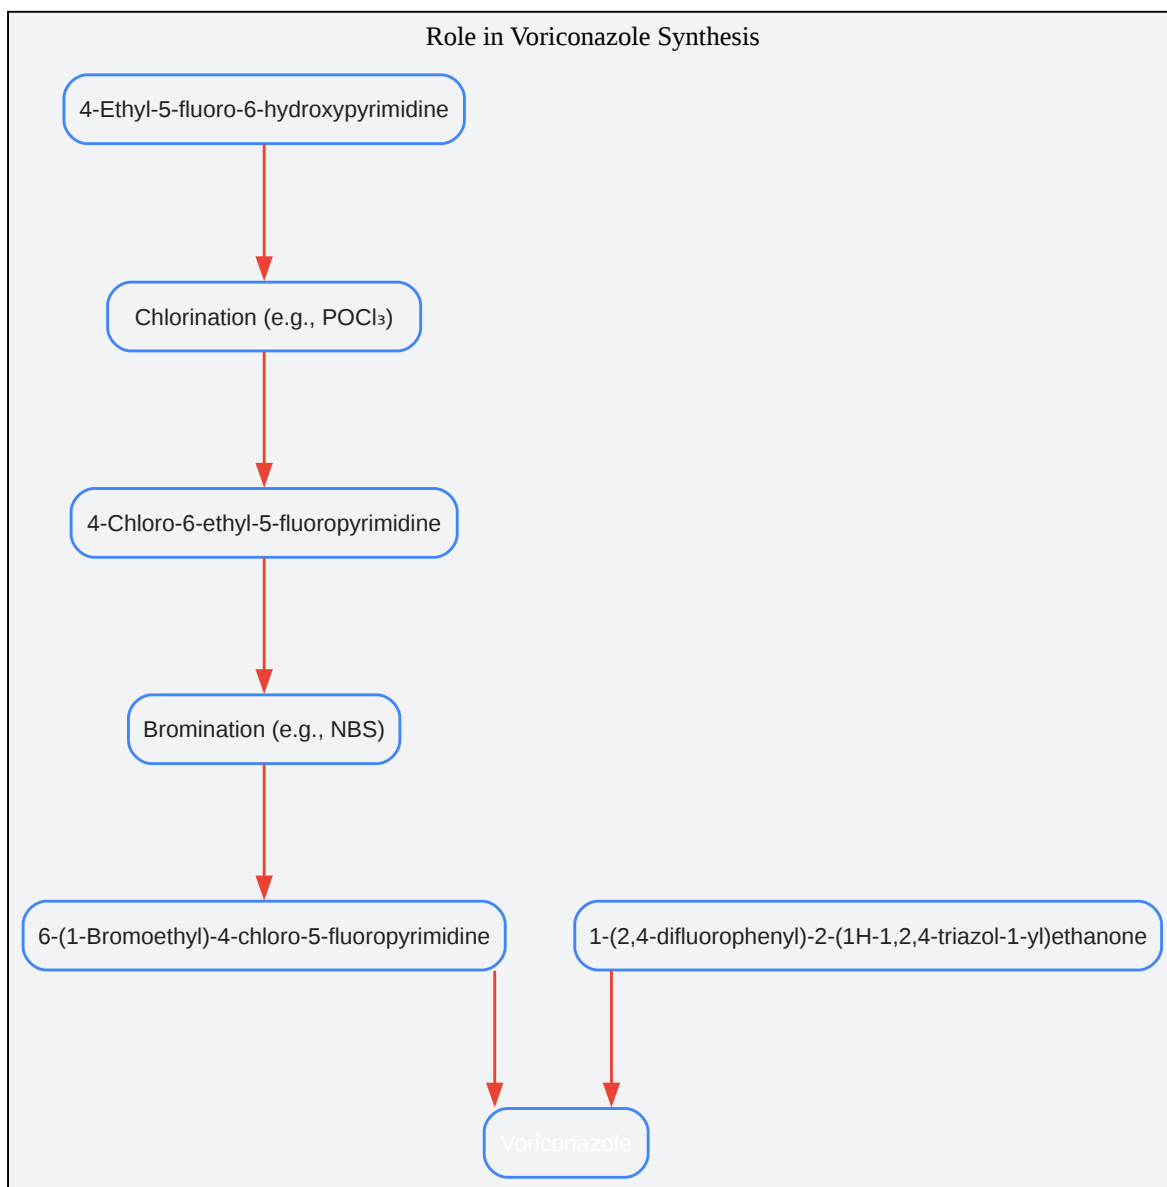 Role in Voriconazole Synthesis
4-Ethyl-5-fluoro-6-hydroxypyrimidine
Chlorination (e.g., POCl₃)
4-Chloro-6-ethyl-5-fluoropyrimidine
Bromination (e.g., NBS)
6-(1-Bromoethyl)-4-chloro-5-fluoropyrimidine
1-(2,4-difluorophenyl)-2-(1H-1,2,4-triazol-1-yl)ethanone
Voriconazole